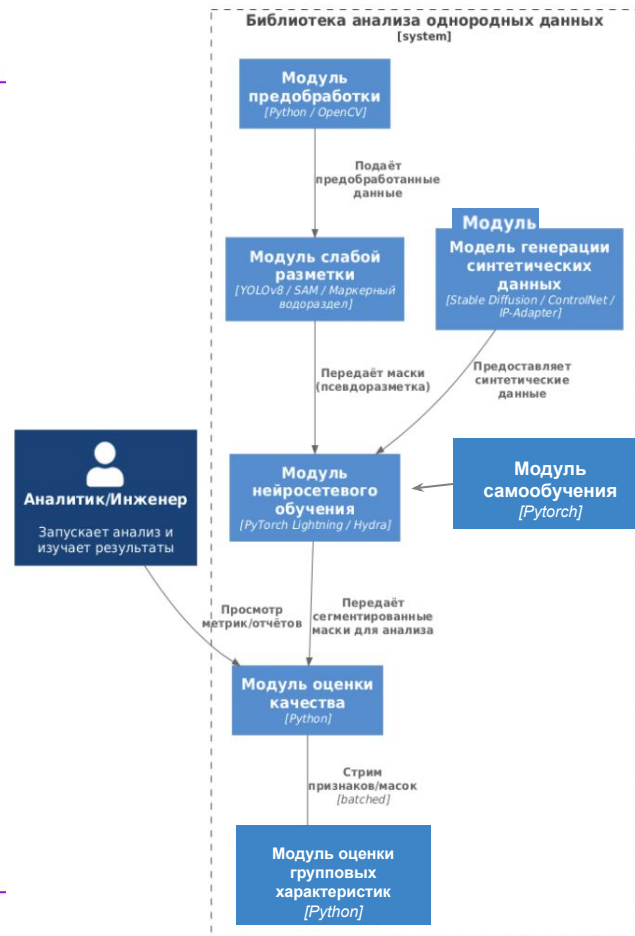 Библиотека анализа однородных данных
[system]
Модуль
предобработки
[Python / OpenCV]
Подаёт
предобработанные
данные
Модуль слабой
разметки
[YOLOv8 / SAM / Маркерный
водораздел]
Модуль
Модель генерации
синтетических
данных
[Stable Diffusion / ControlNet /
IP-Adapter]
Передаёт маски
(псевдоразметка)
Предоставляет
синтетические
данные
Аналитик/Инженер
Запускает анализ и
изучает результаты
Модуль
нейросетевого
обучения
[PyTorch Lightning / Hydra]
Модуль
самообучения
[Pytorch]
Просмотр
метрик/отчётов
Передаёт
сегментированные
маски для анализа
Модуль оценки
качества
[Python]
Стрим
признаков/масок
[batched]
Модуль оценки
групповых
характеристик
[Python]